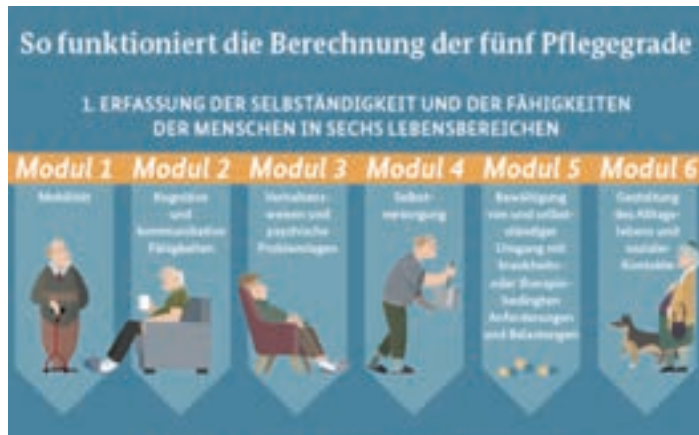 So funktioniert die Berechnung der fünf Pflegegrade
1. ERFASSUNG DER SELBSTÄNDIGKEIT UND DER FÄHIGKEITEN
DER MENSCHEN IN SECHS LEBENSBEREICHEN
Modul 1
Mobilität
Modul 2
Kognitive
und
kommunikative
Fähigkeiten
Modul 3
Verhaltens-
weisen und
psychische
Problemlagen
Modul 4
Selbst-
versorgung
Modul 5
Bewältigung
von und selbst-
ständiger
Umgang mit
krankheits-
oder therapie-
bedingten
Anforderungen
und Belastungen
Modul 6
Gestaltung
des Alltags-
lebens und
sozialer
Kontakte